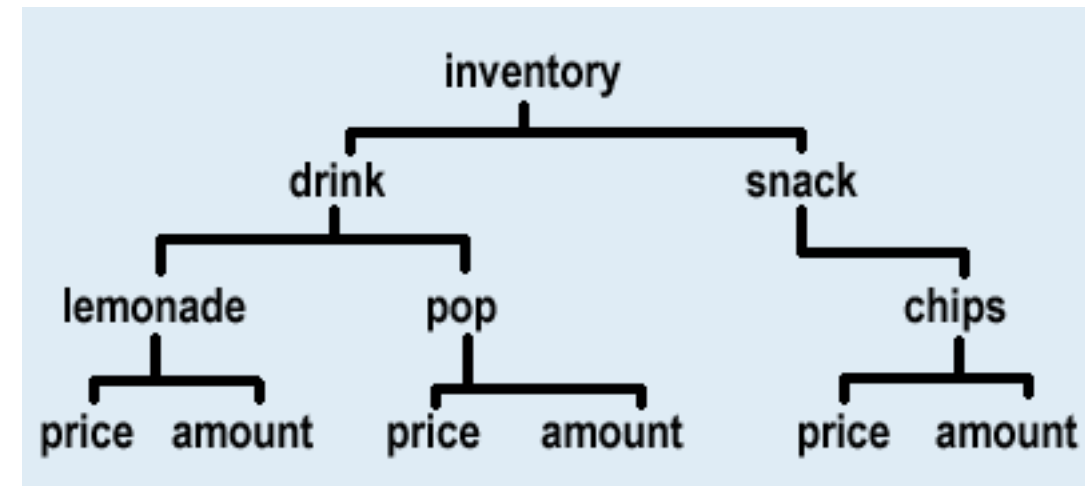 inventory
drink snack
lemonade pop chips
price amount price amount price amount